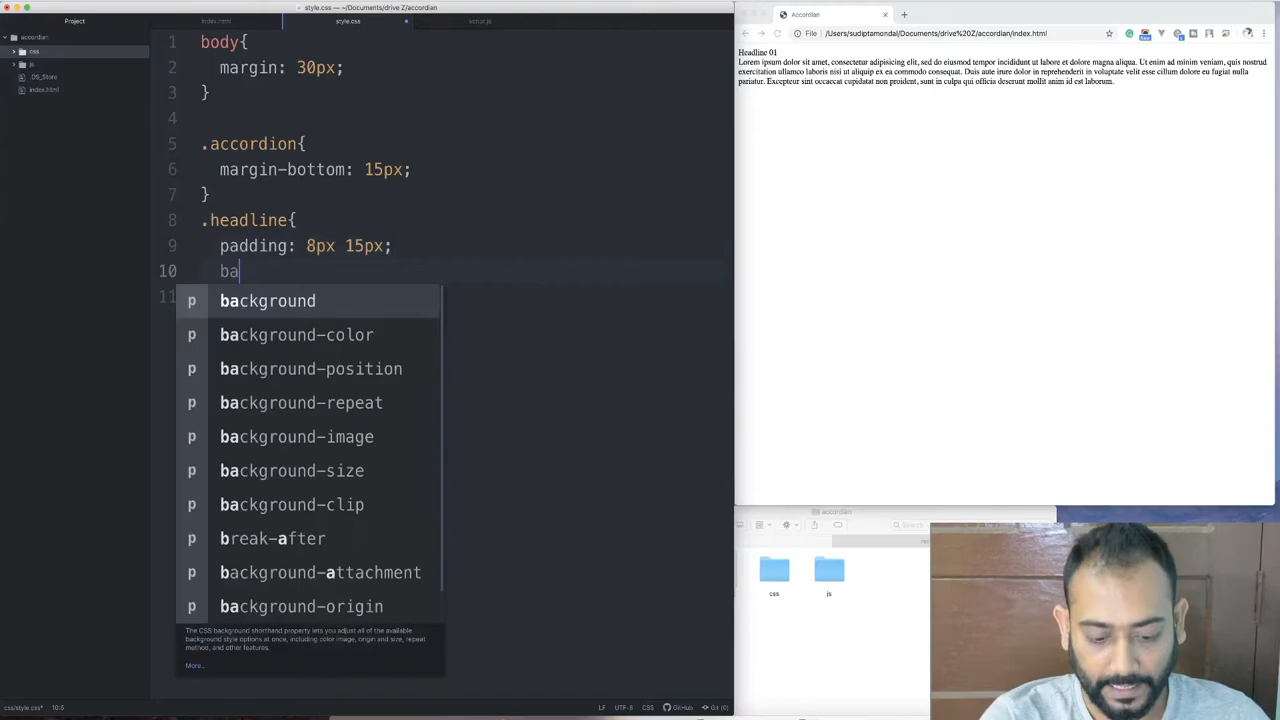 style.css — ~/Documents/drive Z/accordian
Project
index.html
style.css
script.js
accordian
css
js
.DS_Store
index.html
1 body{
2 margin: 30px;
3 }
4
5 .accordion{
6 margin-bottom: 15px;
7 }
8 .headline{
9 padding: 8px 15px;
10 ba
11
p background
p background-color
p background-position
p background-repeat
p background-image
p background-size
p background-clip
p break-after
p background-attachment
p background-origin
The CSS background shorthand property lets you adjust all of the available
background style options at once, including color image, origin and size, repeat
method, and other features.
More..
css/style.css* 10:5
LF UTF-8 CSS GitHub Git (0)
Accordian
File /Users/sudiptamondal/Documents/drive%20Z/accordian/index.html
Headline 01
Lorem ipsum dolor sit amet, consectetur adipisicing elit, sed do eiusmod tempor incididunt ut labore et dolore magna aliqua. Ut enim ad minim veniam, quis nostrud
exercitation ullamco laboris nisi ut aliquip ex ea commodo consequat. Duis aute irure dolor in reprehenderit in voluptate velit esse cillum dolore eu fugiat nulla
pariatur. Excepteur sint occaecat cupidatat non proident, sunt in culpa qui officia deserunt mollit anim id est laborum.
accordian
Search
css
js